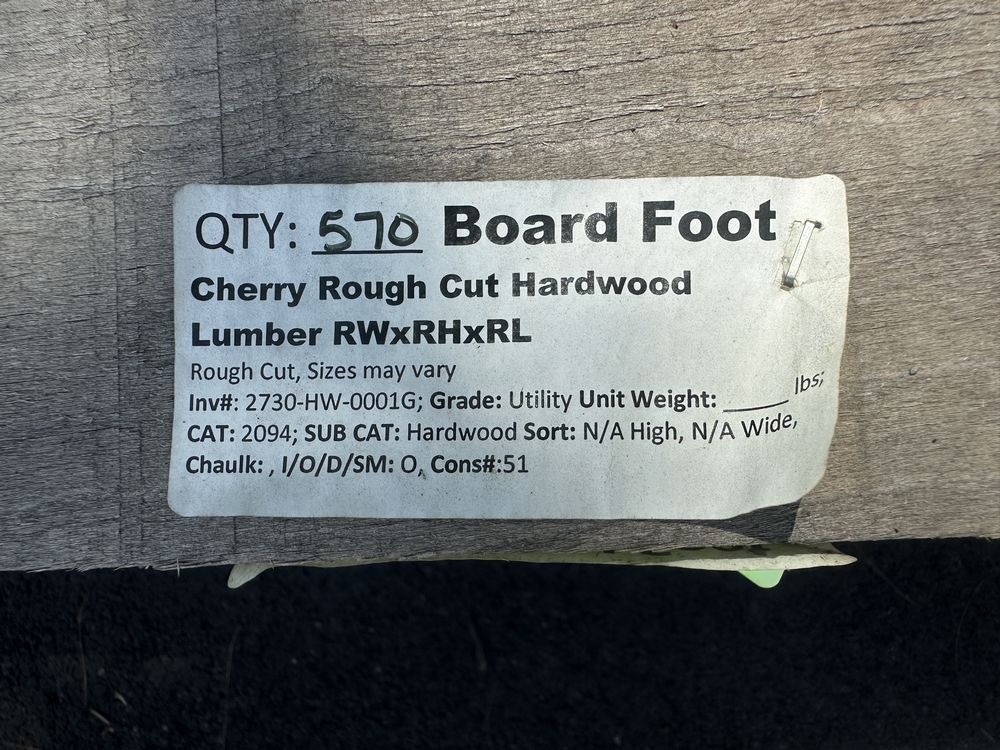 QTY: 570 Board Foot
Cherry Rough Cut Hardwood
Lumber RWxRHxRL
Rough Cut, Sizes may vary
Inv#: 2730-HW-0001G; Grade: Utility Unit Weight: _____ lbs;
CAT: 2094; SUB CAT: Hardwood Sort: N/A High, N/A Wide,
Chaulk: , I/O/D/SM: O, Cons#:51